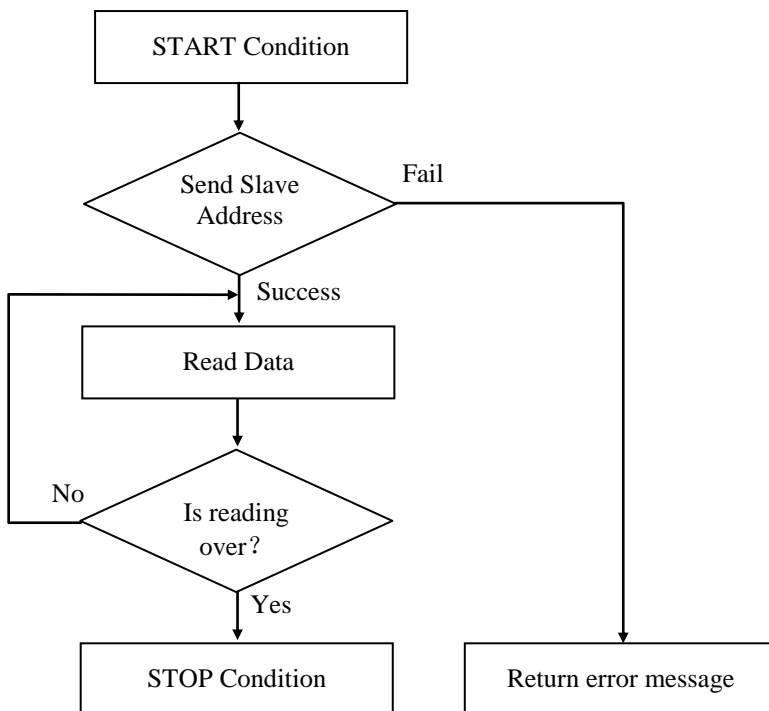 START Condition
Send Slave
Address
Fail
Success
Read Data
No
Is reading
over？
Yes
STOP Condition
Return error message